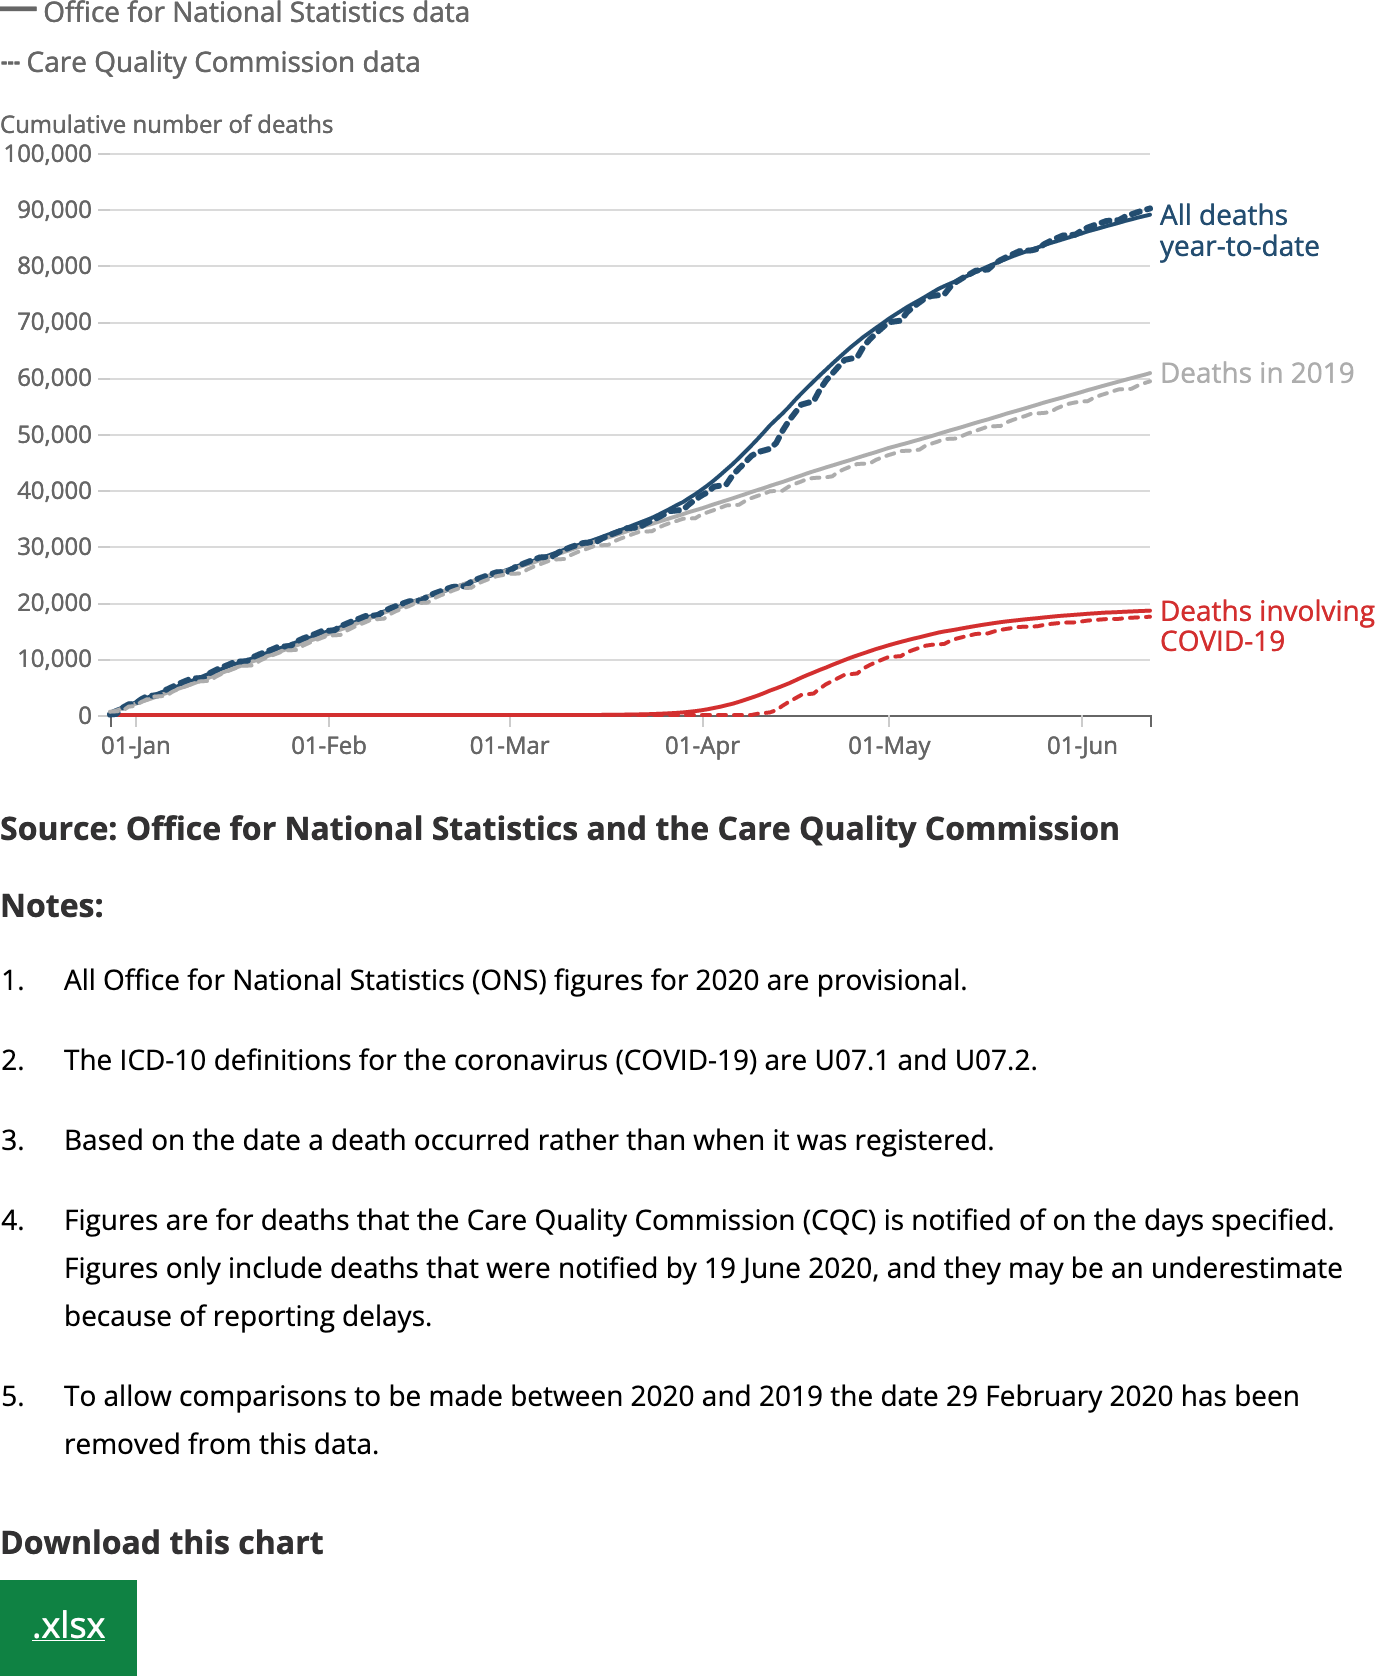 Office for National Statistics data
Care Quality Commission data
Cumulative number of deaths
100,000
90,000
80,000
70,000
60,000
50,000
40,000
30,000
20,000
10,000
0
All deaths
year-to-date
Deaths in 2019
Deaths involving
COVID-19
01-Jan 01-Feb 01-Mar 01-Apr 01-May 01-Jun
Source: Office for National Statistics and the Care Quality Commission
Notes:
1. All Office for National Statistics (ONS) figures for 2020 are provisional.
2. The ICD-10 definitions for the coronavirus (COVID-19) are U07.1 and U07.2.
3. Based on the date a death occurred rather than when it was registered.
4. Figures are for deaths that the Care Quality Commission (CQC) is notified of on the days specified.
Figures only include deaths that were notified by 19 June 2020, and they may be an underestimate
because of reporting delays.
5. To allow comparisons to be made between 2020 and 2019 the date 29 February 2020 has been
removed from this data.
Download this chart
.xlsx